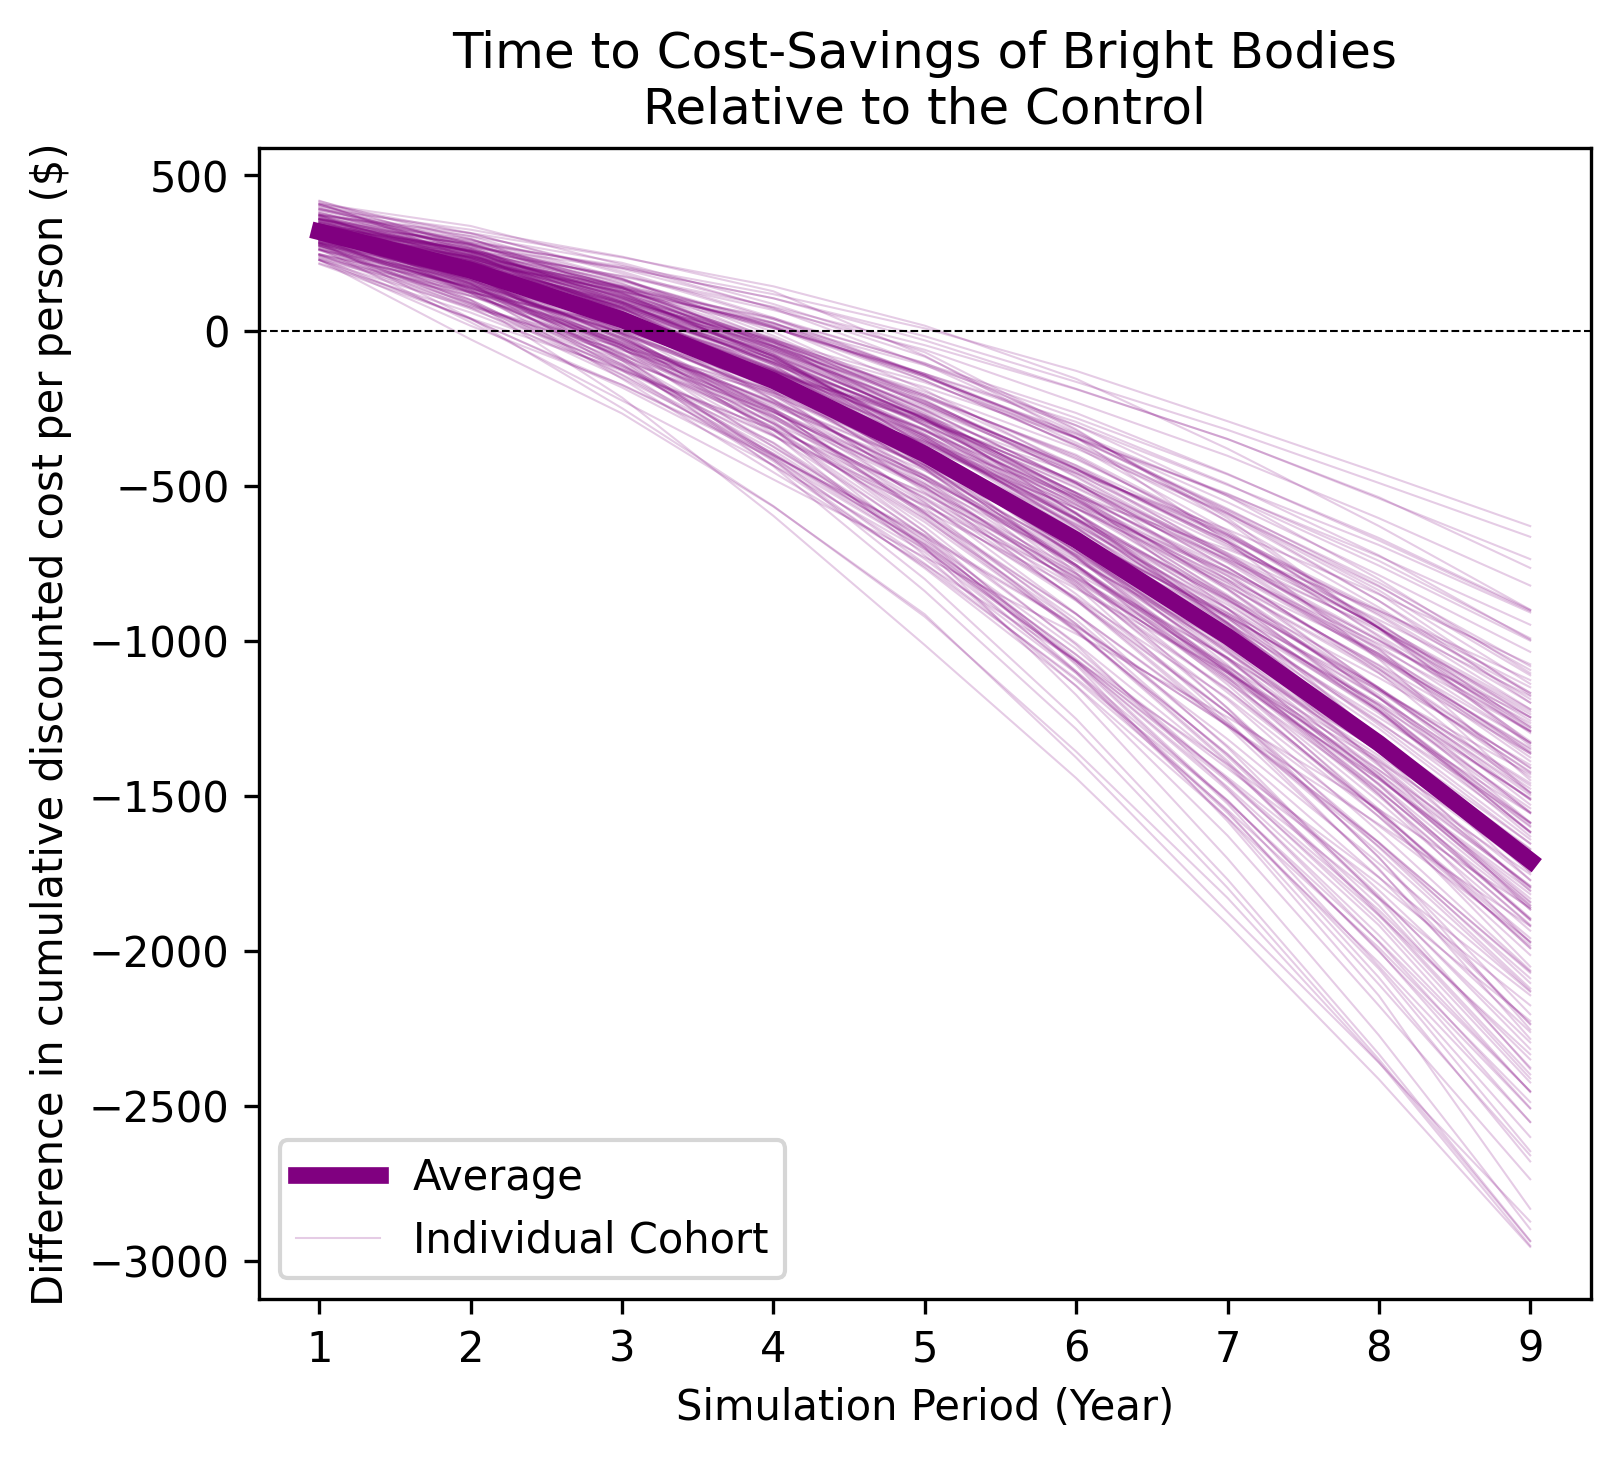 Time to Cost-Savings of Bright Bodies
Relative to the Control
Difference in cumulative discounted cost per person ($)
500
0
−500
−1000
−1500
−2000
−2500
−3000
Average
Individual Cohort
1 2 3 4 5 6 7 8 9
Simulation Period (Year)